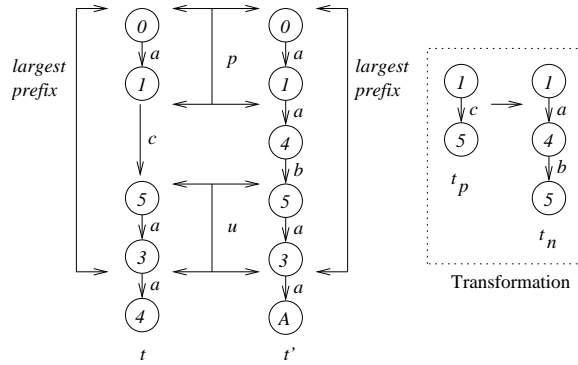 0
0
largest
prefix
a
p
a
largest
prefix
1
1
1
1
a
c
a
c
4
5
4
b
b
5
5
t_p
5
a
u
a
t_n
3
3
Transformation
a
a
4
A
t
t'